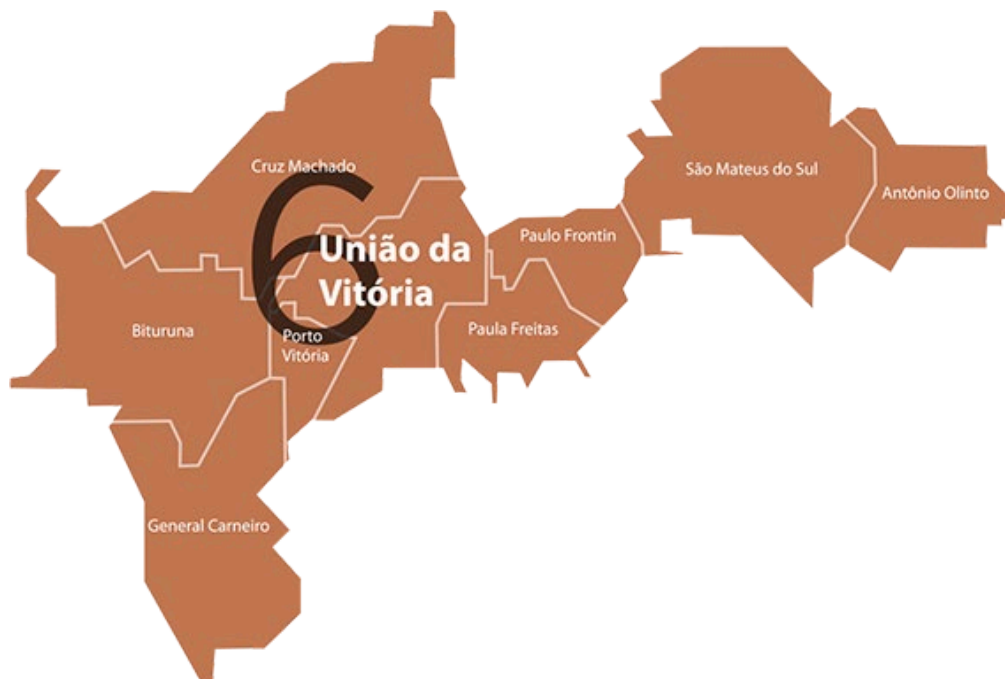 Cruz Machado
São Mateus do Sul
Antônio Olinto
6
Paulo Frontin
União da
Vitória
Bituruna
Porto
Vitória
Paula Freitas
General Carneiro